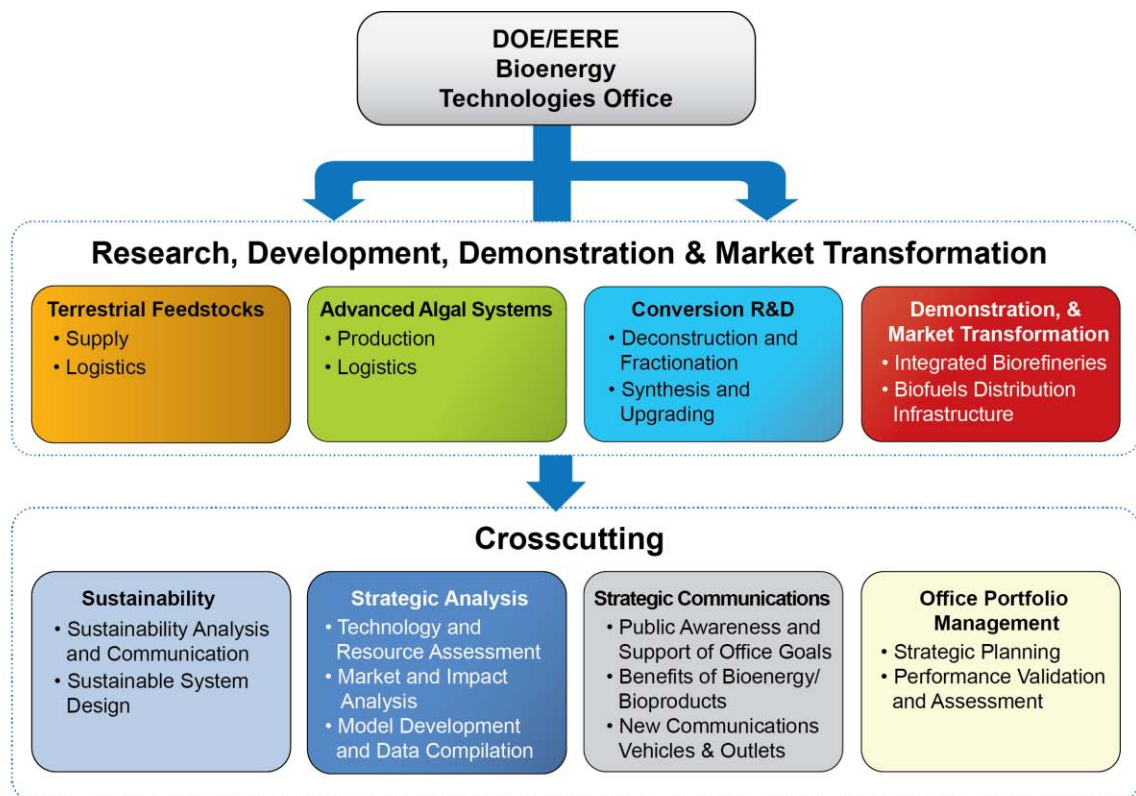 DOE/EERE
Bioenergy
Technologies Office
Research, Development, Demonstration & Market Transformation
Terrestrial Feedstocks
• Supply
• Logistics
Advanced Algal Systems
• Production
• Logistics
Conversion R&D
• Deconstruction and
Fractionation
• Synthesis and
Upgrading
Demonstration, &
Market Transformation
• Integrated Biorefineries
• Biofuels Distribution
Infrastructure
Crosscutting
Sustainability
• Sustainability Analysis
and Communication
• Sustainable System
Design
Strategic Analysis
• Technology and
Resource Assessment
• Market and Impact
Analysis
• Model Development
and Data Compilation
Strategic Communications
• Public Awareness and
Support of Office Goals
• Benefits of Bioenergy/
Bioproducts
• New Communications
Vehicles & Outlets
Office Portfolio
Management
• Strategic Planning
• Performance Validation
and Assessment